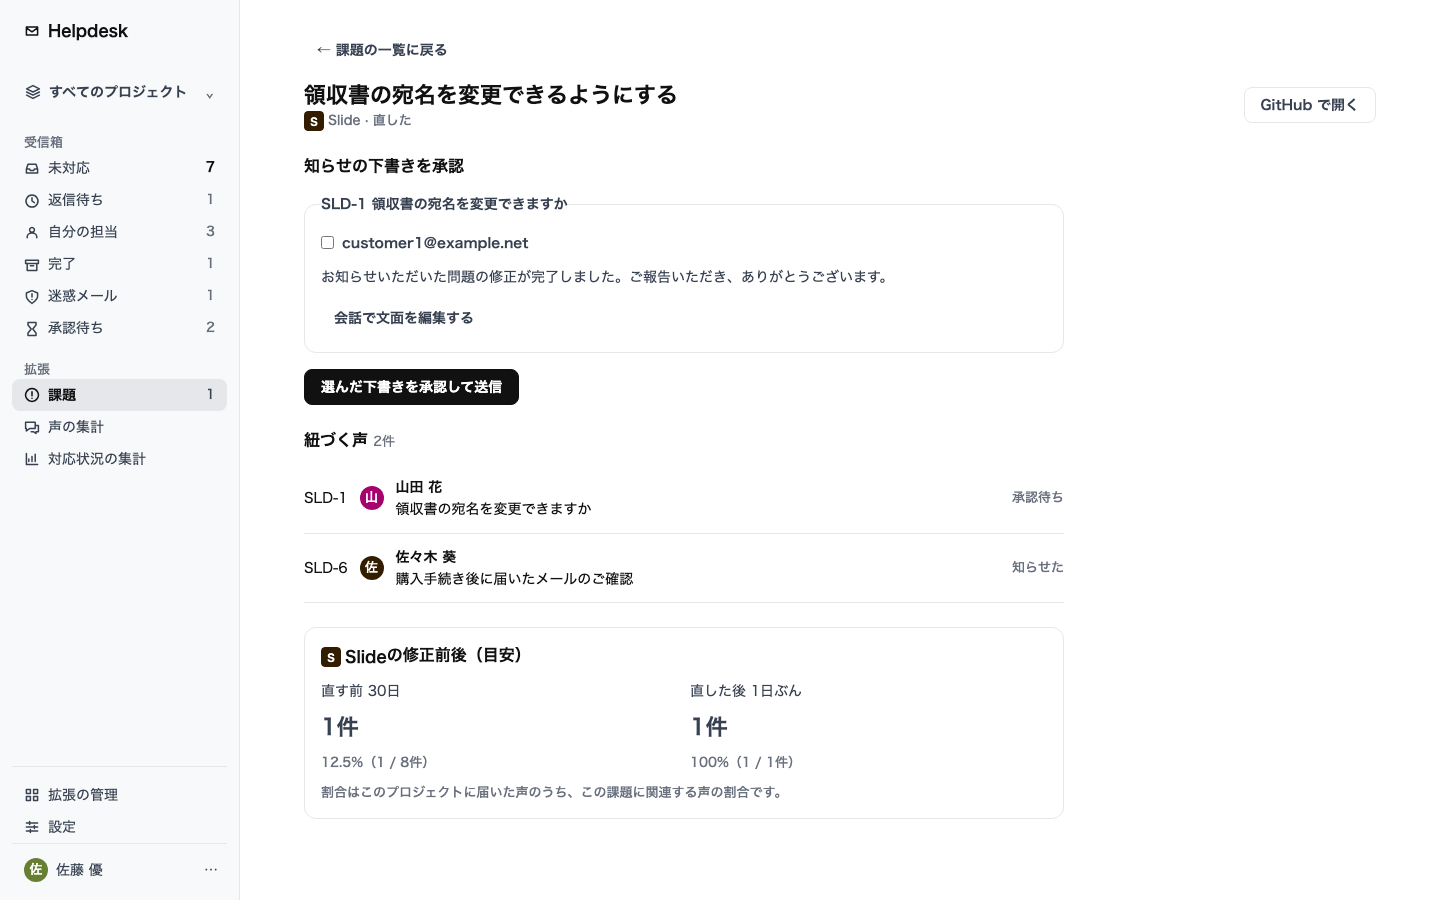 Helpdesk
すべてのプロジェクト
受信箱
未対応 7
返信待ち 1
自分の担当 3
完了 1
迷惑メール 1
承認待ち 2
拡張
課題 1
声の集計
対応状況の集計
拡張の管理
設定
佐 佐藤 優 …
← 課題の一覧に戻る
領収書の宛名を変更できるようにする
S Slide · 直した
GitHub で開く
知らせの下書きを承認
SLD-1 領収書の宛名を変更できますか
customer1@example.net
お知らせいただいた問題の修正が完了しました。ご報告いただき、ありがとうございます。
会話で文面を編集する
選んだ下書きを承認して送信
紐づく声 2件
SLD-1 山 山田 花
領収書の宛名を変更できますか
承認待ち
SLD-6 佐 佐々木 葵
購入手続き後に届いたメールのご確認
知らせた
S Slideの修正前後（目安）
直す前 30日
1件
12.5%（1 / 8件）
直した後 1日ぶん
1件
100%（1 / 1件）
割合はこのプロジェクトに届いた声のうち、この課題に関連する声の割合です。